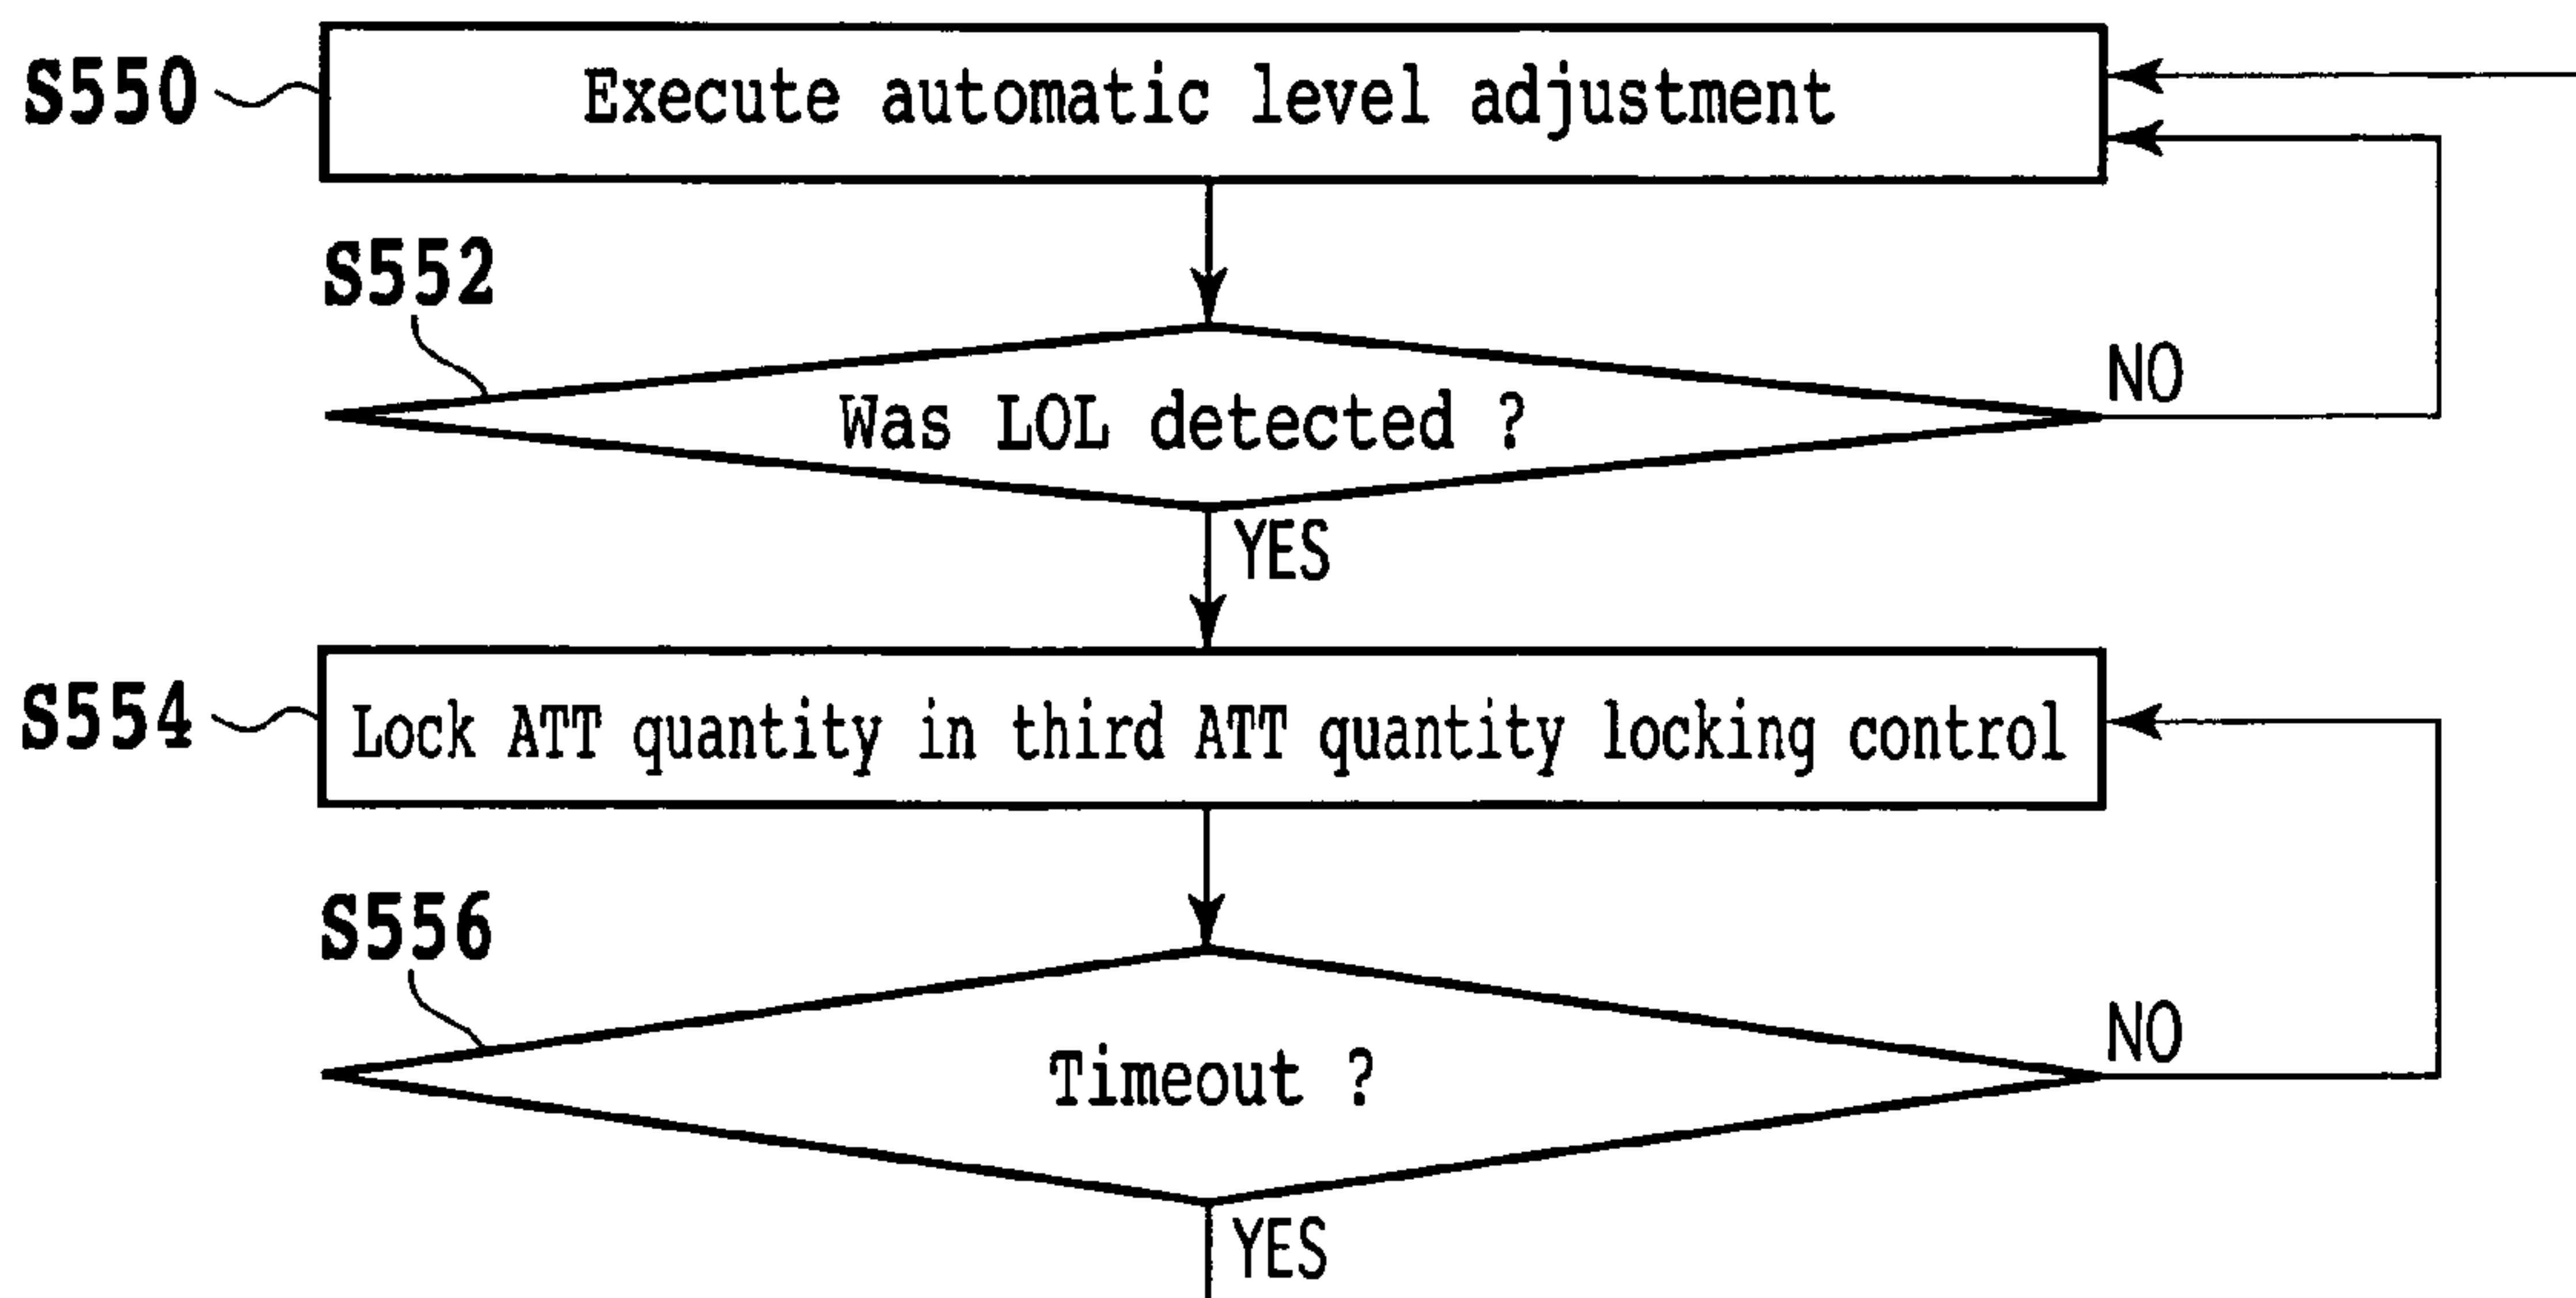 S550
Execute automatic level adjustment
S552
Was LOL detected ?
NO
YES
S554
Lock ATT quantity in third ATT quantity locking control
S556
Timeout ?
NO
YES